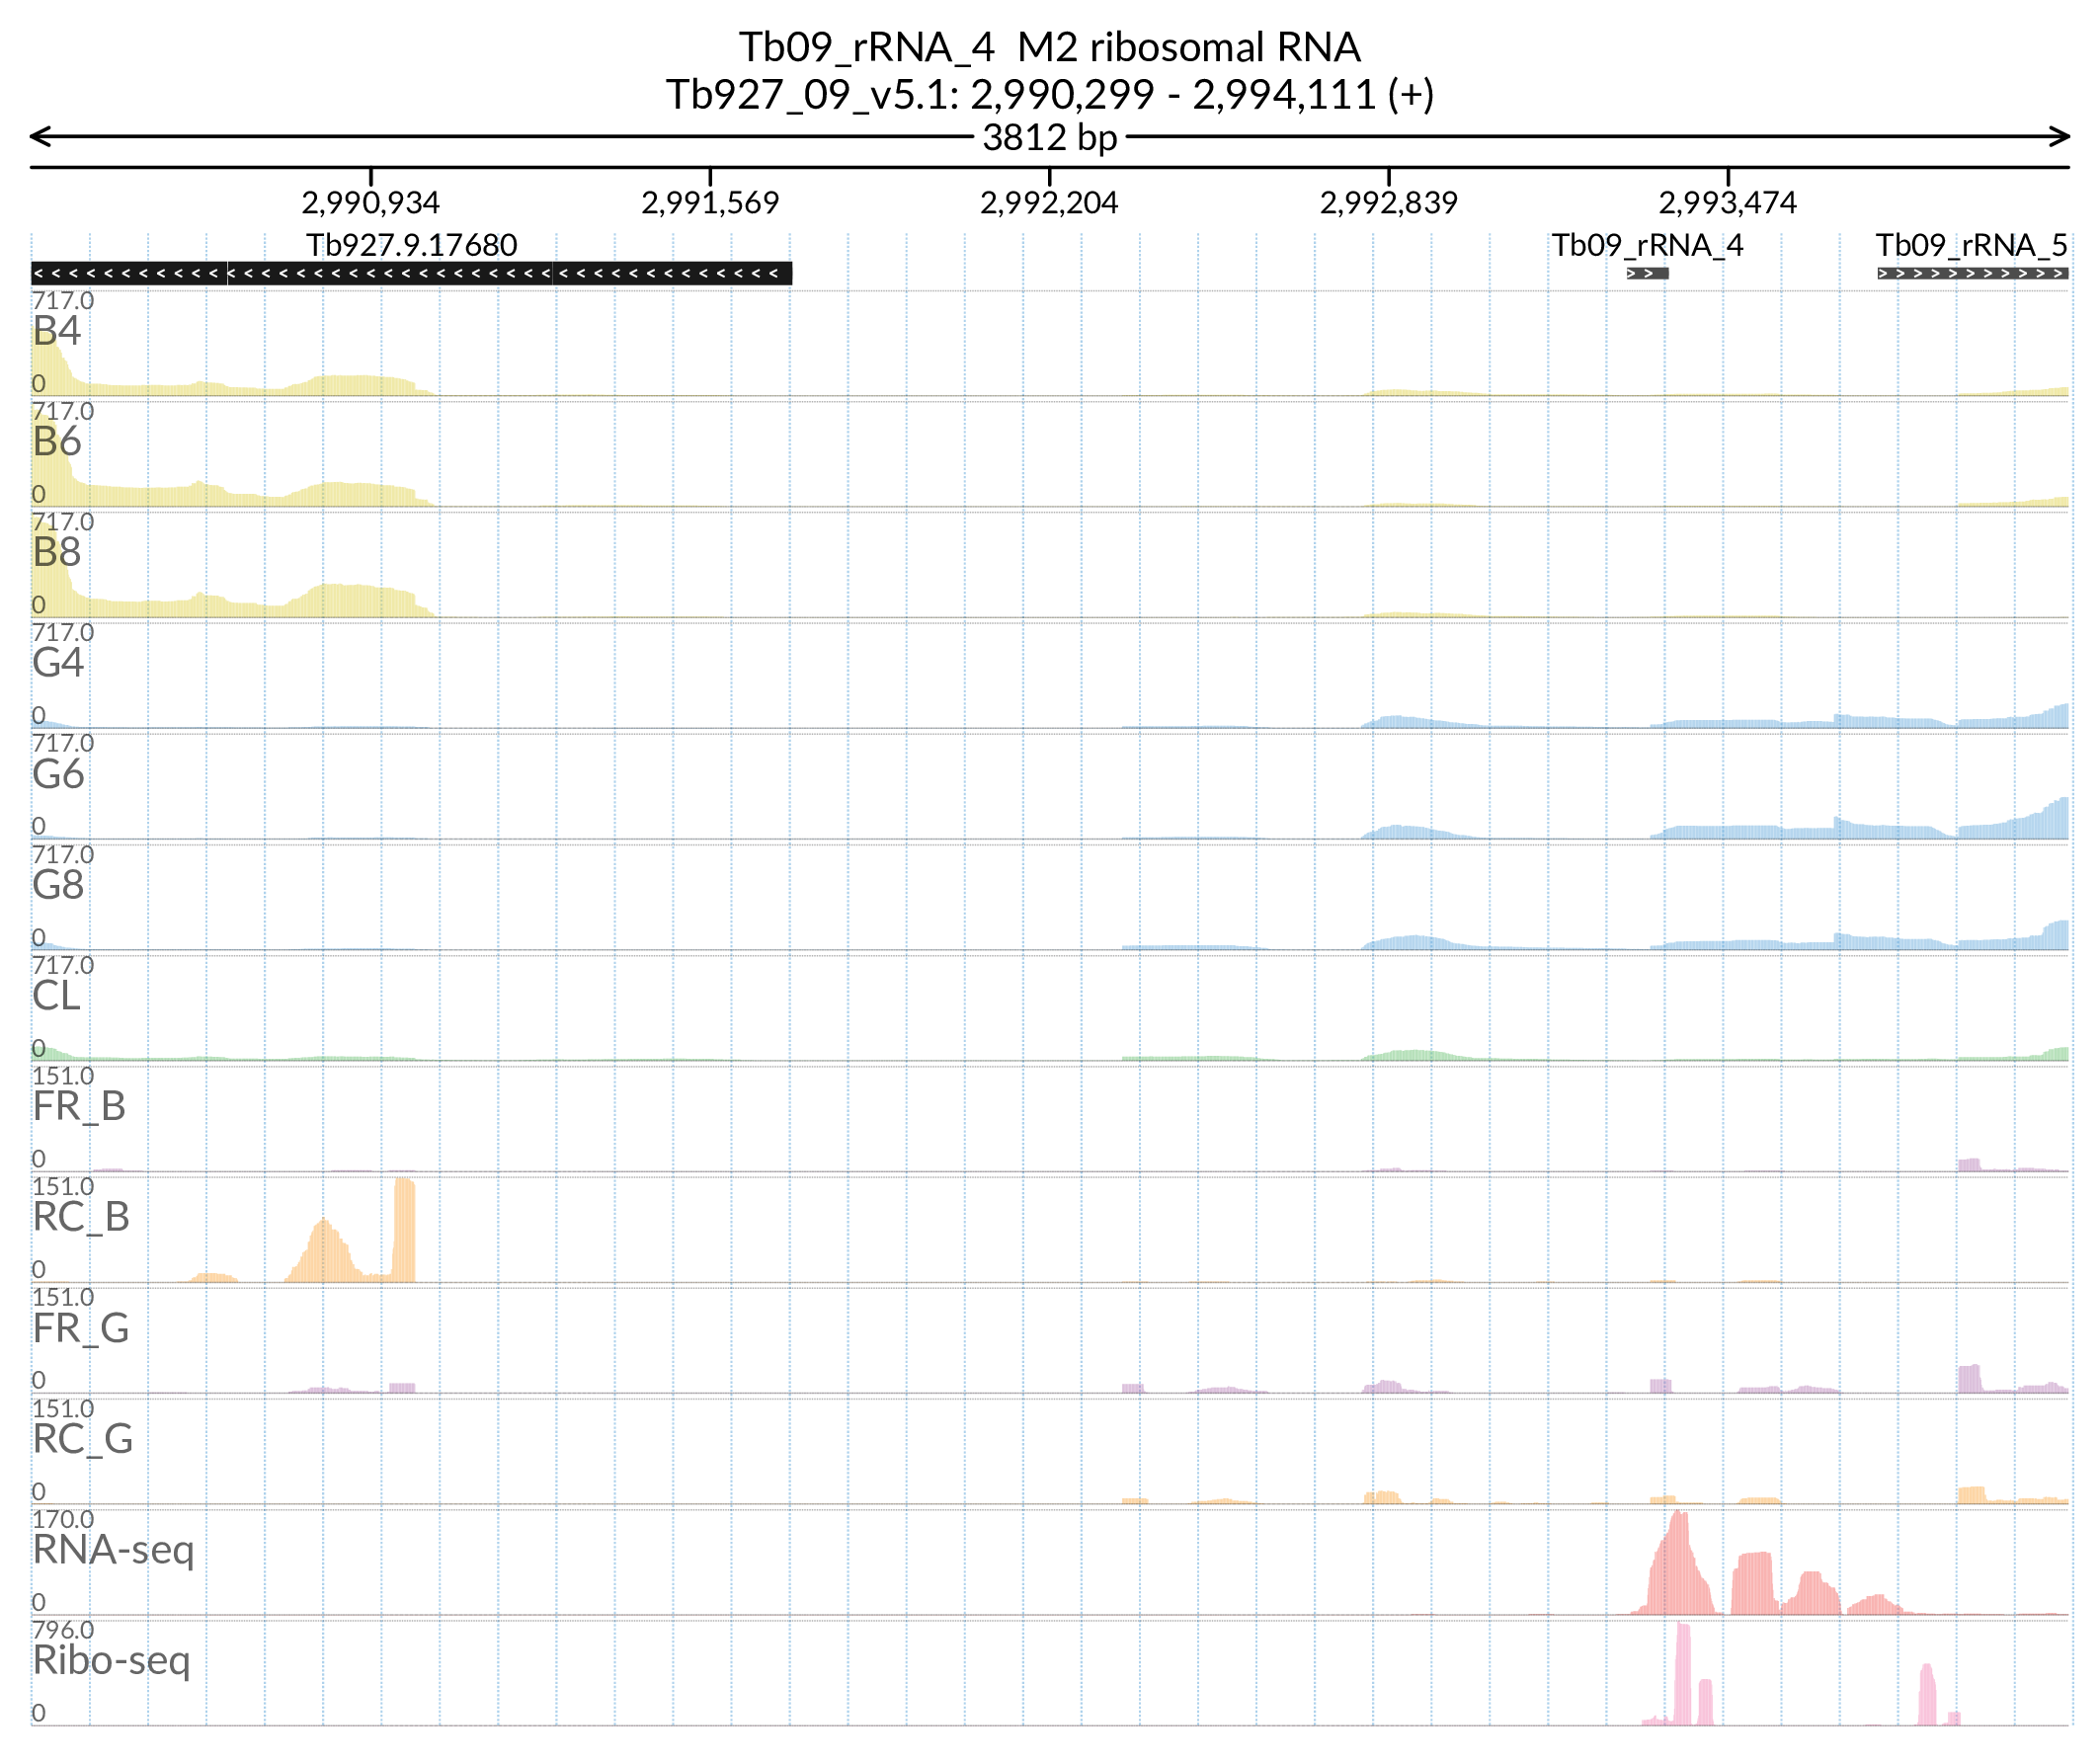 Tb09_rRNA_4  M2 ribosomal RNA
Tb927_09_v5.1: 2,990,299 - 2,994,111 (+)
3812 bp
2,990,934 2,991,569 2,992,204 2,992,839 2,993,474
Tb927.9.17680 Tb09_rRNA_4 Tb09_rRNA_5
717.0
B4
0
717.0
B6
0
717.0
B8
0
717.0
G4
0
717.0
G6
0
717.0
G8
0
717.0
CL
0
151.0
FR_B
0
151.0
RC_B
0
151.0
FR_G
0
151.0
RC_G
0
170.0
RNA-seq
0
796.0
Ribo-seq
0